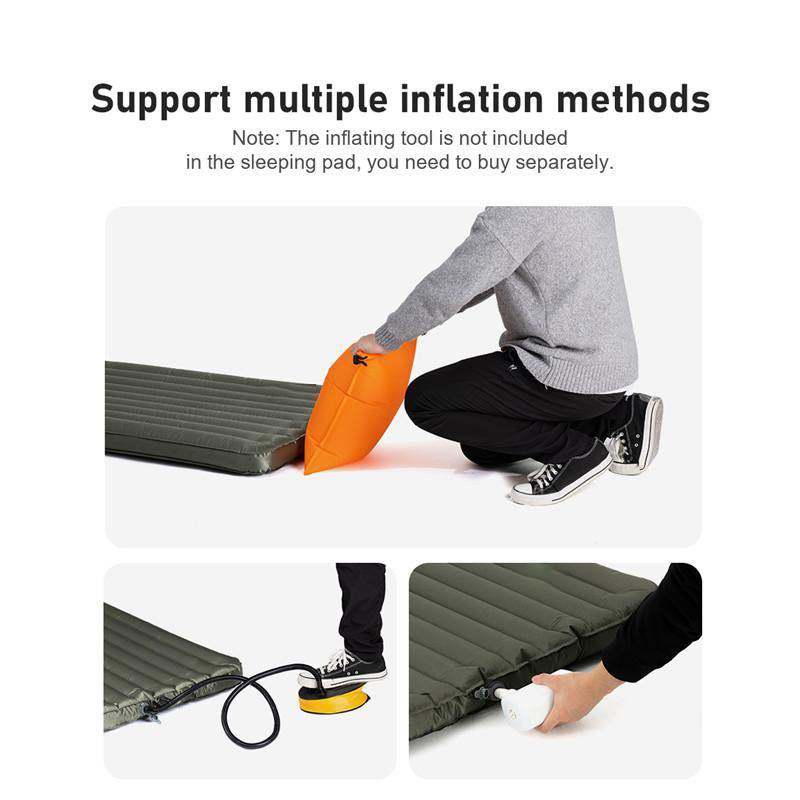 Support multiple inflation methods
Note: The inflating tool is not included
in the sleeping pad, you need to buy separately.